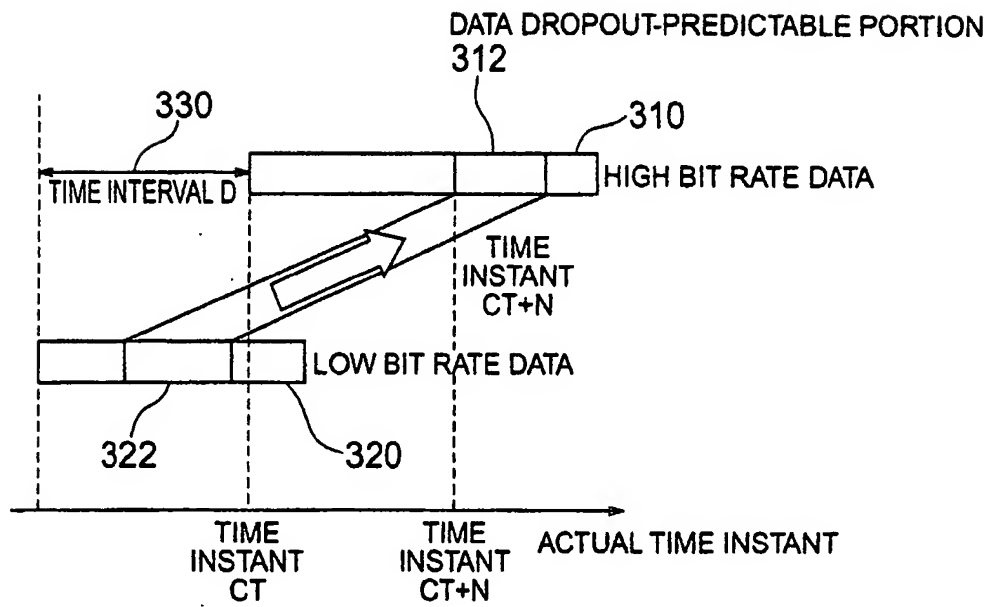 DATA DROPOUT-PREDICTABLE PORTION
312
330
310
TIME INTERVAL D
HIGH BIT RATE DATA
TIME
INSTANT
CT+N
LOW BIT RATE DATA
322
320
TIME
INSTANT
CT
TIME
INSTANT
CT+N
ACTUAL TIME INSTANT